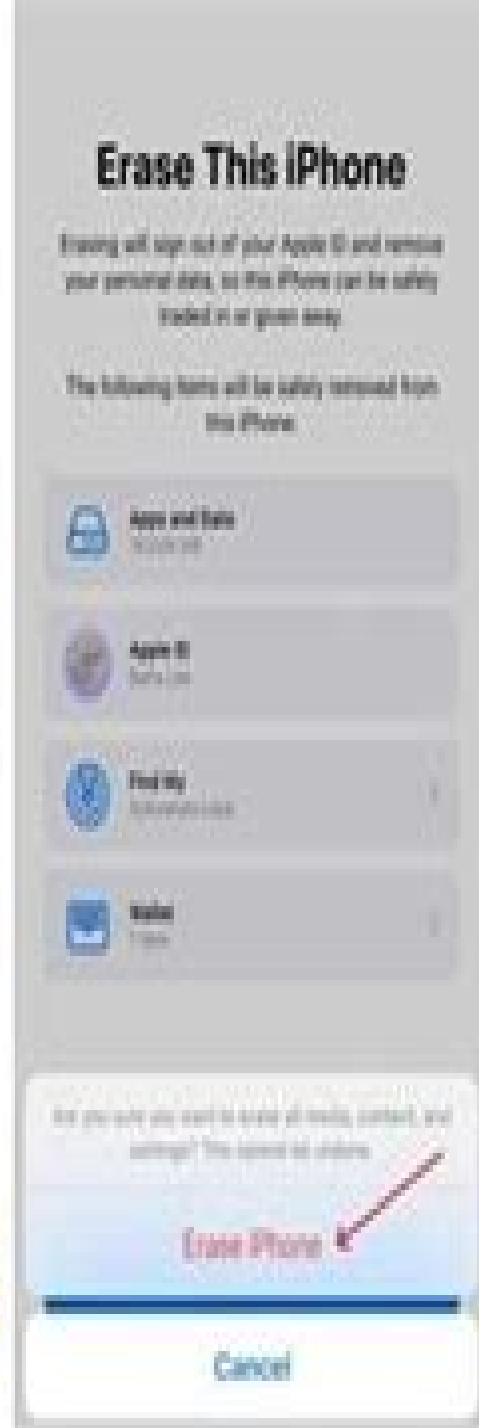 Erase This iPhone
Erasing will sign out of your Apple ID and remove
your personal data, so this iPhone can be safely
traded in or given away.
The following items will be safely removed from
this iPhone.
Apps and Data
Apple ID
Find My
Wallet
Are you sure you want to erase all media, content, and
settings? This cannot be undone.
Erase iPhone
Cancel